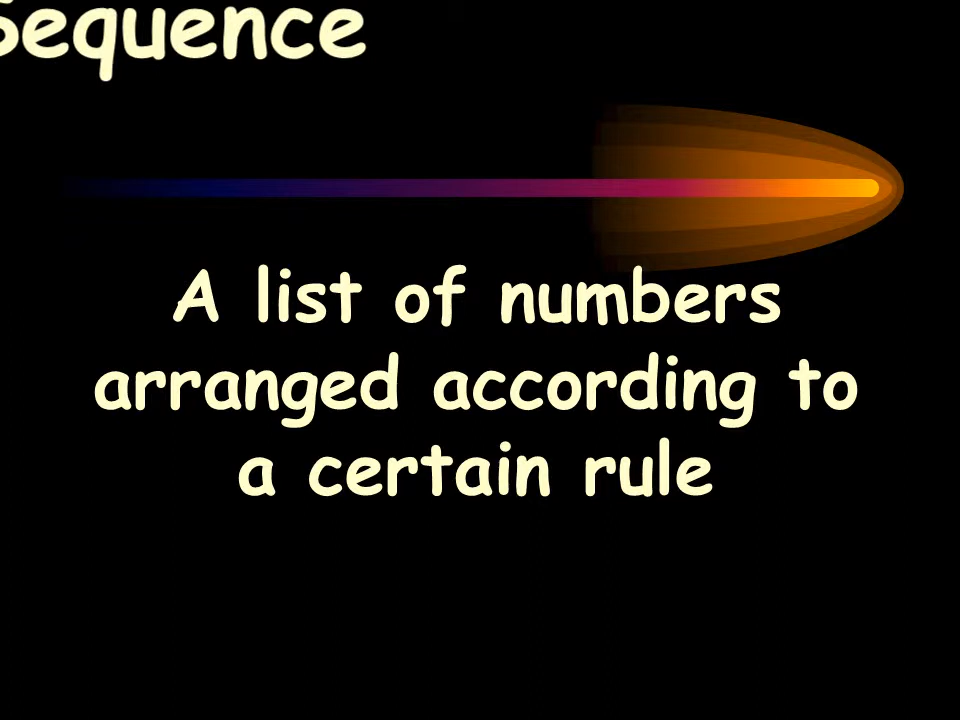 Sequence
A list of numbers
arranged according to
a certain rule